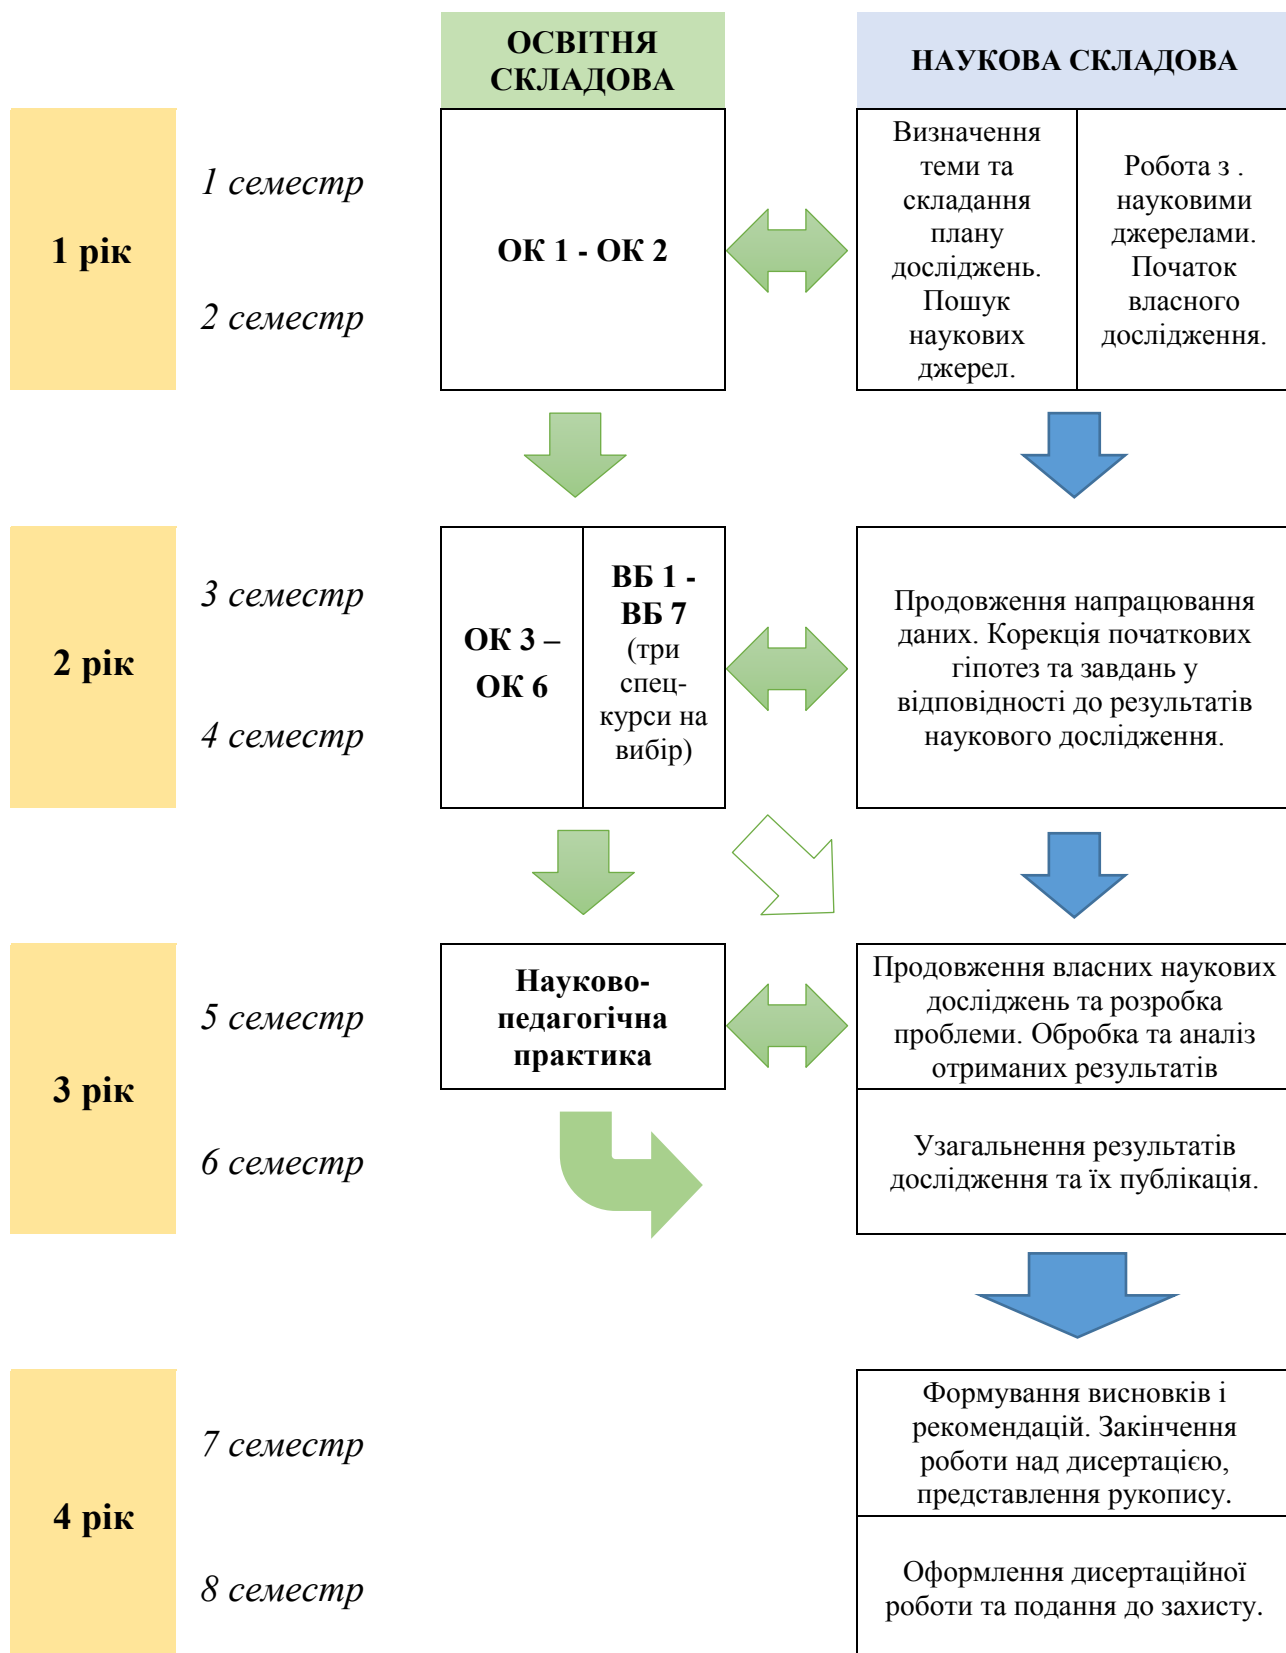 ОСВІТНЯ
СКЛАДОВА
НАУКОВА СКЛАДОВА
1 рік
1 семестр
2 семестр
ОК 1 - ОК 2
Визначення
теми та
складання
плану
досліджень.
Пошук
наукових
джерел.
Робота з .
науковими
джерелами.
Початок
власного
дослідження.
2 рік
3 семестр
4 семестр
ОК 3 –
ОК 6
ВБ 1 -
ВБ 7
(три
спец-
курси на
вибір)
Продовження напрацювання
даних. Корекція початкових
гіпотез та завдань у
відповідності до результатів
наукового дослідження.
3 рік
5 семестр
6 семестр
Науково-
педагогічна
практика
Продовження власних наукових
досліджень та розробка
проблеми. Обробка та аналіз
отриманих результатів
Узагальнення результатів
дослідження та їх публікація.
4 рік
7 семестр
8 семестр
Формування висновків і
рекомендацій. Закінчення
роботи над дисертацією,
представлення рукопису.
Оформлення дисертаційної
роботи та подання до захисту.